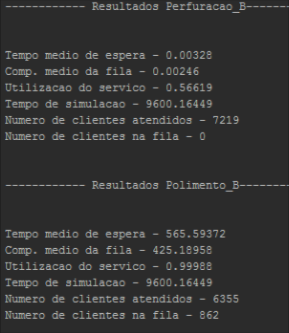 ------------ Resultados Perfuracao_B-------
Tempo medio de espera - 0.00328
Comp. medio da fila - 0.00246
Utilizacao do servico - 0.56619
Tempo de simulacao - 9600.16449
Numero de clientes atendidos - 7219
Numero de clientes na fila - 0
------------ Resultados Polimento_B--------
Tempo medio de espera - 565.59372
Comp. medio da fila - 425.18958
Utilizacao do servico - 0.99988
Tempo de simulacao - 9600.16449
Numero de clientes atendidos - 6355
Numero de clientes na fila - 862